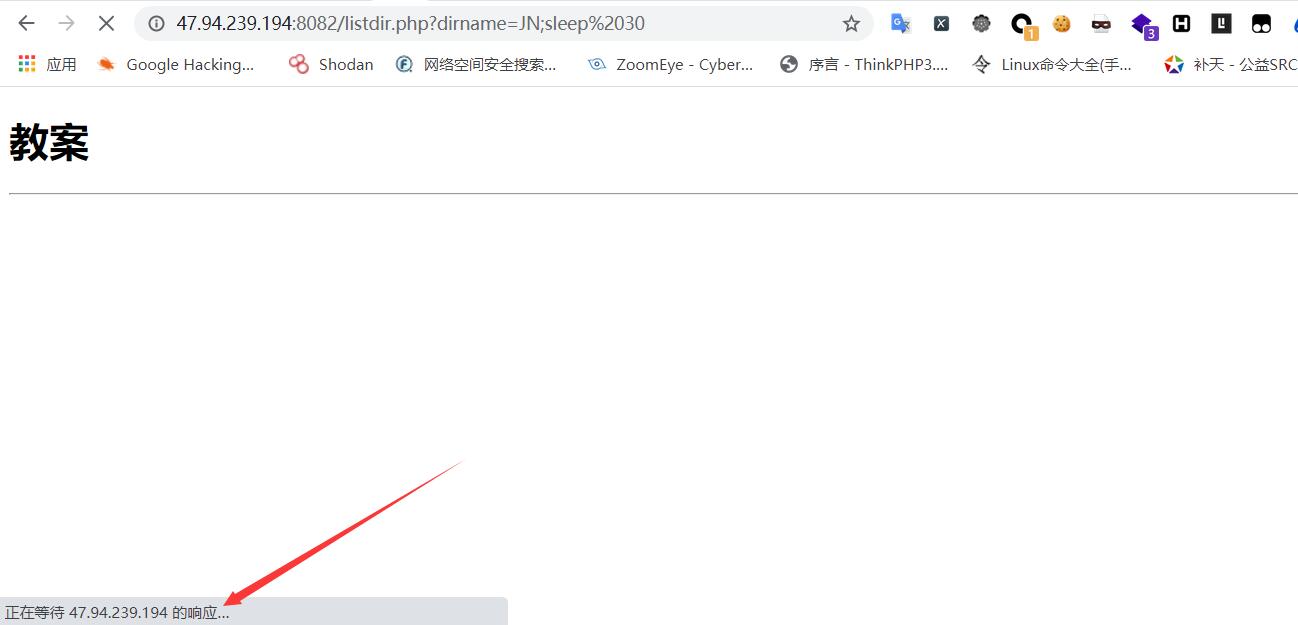 47.94.239.194:8082/listdir.php?dirname=JN;sleep%2030
1
3
应用 Google Hacking... Shodan 网络空间安全搜索... ZoomEye - Cyber... 序言 - ThinkPHP3.... Linux命令大全(手... 补天 - 公益SRC
教案
正在等待 47.94.239.194 的响应...